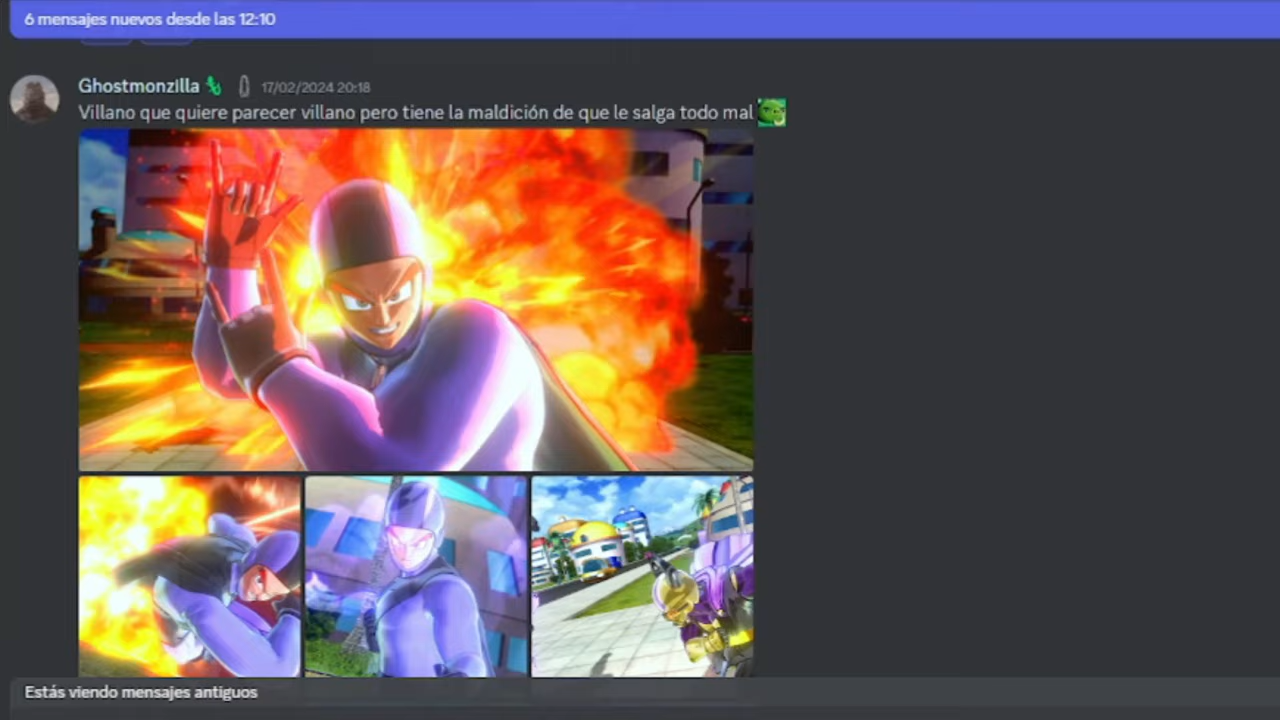 6 mensajes nuevos desde las 12:10
Ghostmonzilla 17/02/2024 20:18
Villano que quiere parecer villano pero tiene la maldición de que le salga todo mal
Estás viendo mensajes antiguos